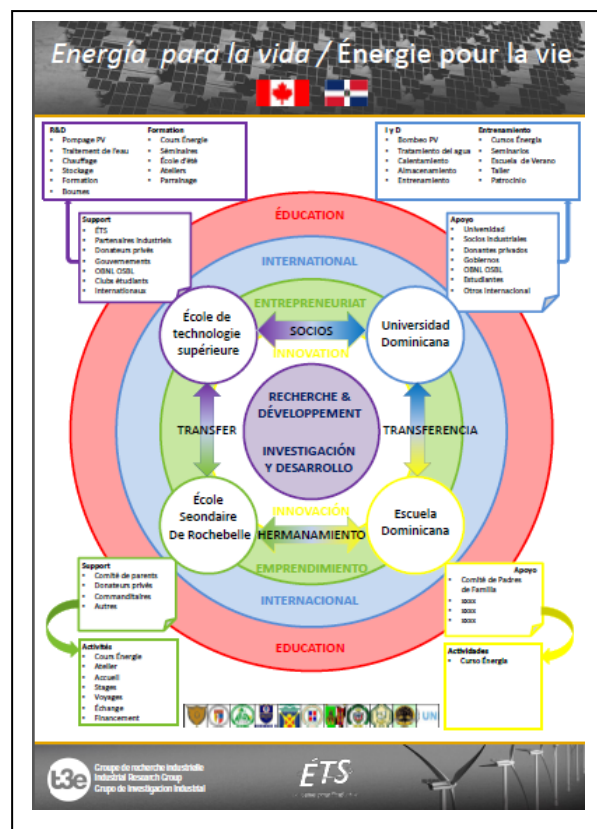 Energía para la vida / Énergie pour la vie
R&D
Pompage PV
Traitement de l'eau
Chauffage
Stockage
Formation
Bourses
Formation
Cours Énergie
Séminaires
École d'été
Ateliers
Parrainage
I y D
Bombeo PV
Tratamiento del agua
Calentamiento
Almacenamiento
Entrenamiento
Entrenamiento
Cursos Énergía
Seminarios
Escuela de Verano
Taller
Patrocinio
Support
ÉTS
Partenaires industriels
Donateurs privés
Gouvernements
OBNL OSBL
Clubs étudiants
Internationaux
Apoyo
Universidad
Socios industriales
Donantes privados
Gobiernos
OBNL OSBL
Estudiantes
Otros internacional
ÉDUCATION
INTERNATIONAL
ENTREPRENEURIAT
École de
technologie
supérieure
SOCIOS
INNOVATION
Universidad
Dominicana
RECHERCHE &
DÉVELOPPEMENT
INVESTIGACIÓN
Y DESARROLLO
TRANSFER
TRANSFERENCIA
École
Seondaire
De Rochebelle
INNOVACIÓN
HERMANAMIENTO
Escuela
Dominicana
EMPRENDIMIENTO
INTERNACIONAL
EDUCATION
Support
Comité de parents
Donateurs privés
Commanditaires
Autres
Apoyo
Comité de Padres
de Familia
xxxx
xxxx
xxxx
Activités
Cours Énergie
Atelier
Accueil
Stages
Voyages
Échange
Financement
Actividades
Curso Énergía
UN
t3e
Groupe de recherche industrielle
Industrial Research Group
Grupo de Investigacion Industrial
ÉTS